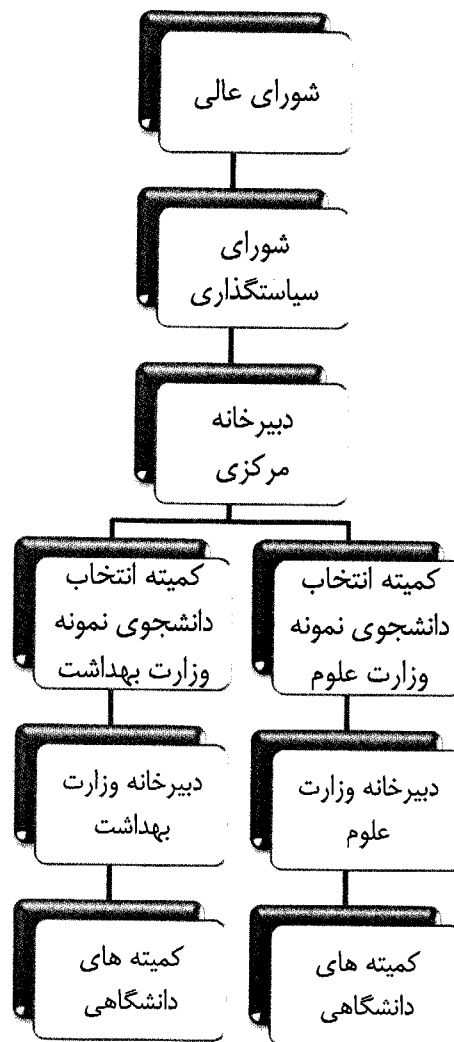 شورای عالی
شورای
سیاستگذاری
دبیرخانه
مرکزی
کمیته انتخاب
دانشجوی نمونه
وزارت علوم
کمیته انتخاب
دانشجوی نمونه
وزارت بهداشت
دبیرخانه وزارت
علوم
دبیرخانه وزارت
بهداشت
کمیته های
دانشگاهی
کمیته های
دانشگاهی